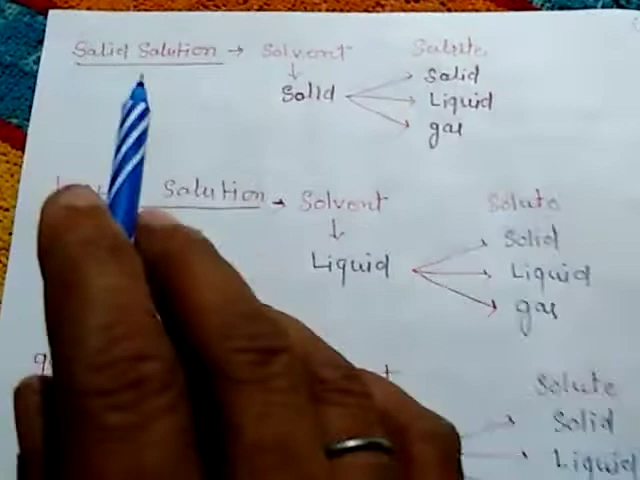 Solid Solution → Solvent Solute
↓
Solid
Solid
Liquid
gas
Solution → Solvent Solute
↓
Liquid
Solid
Liquid
gas
Solute
Solid
Liquid